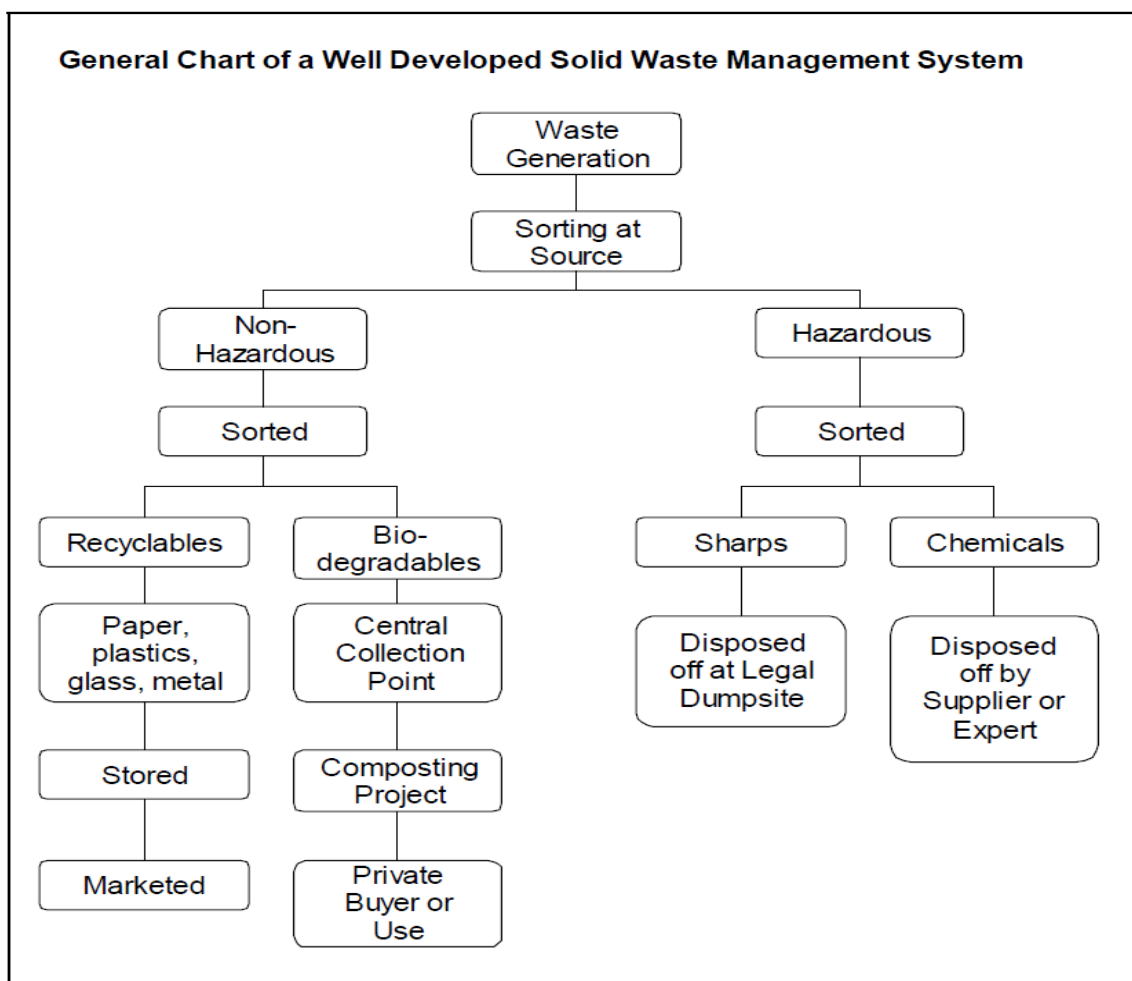 General Chart of a Well Developed Solid Waste Management System
Waste
Generation
Sorting at
Source
Non-
Hazardous
Hazardous
Sorted
Sorted
Recyclables
Bio-
degradables
Sharps
Chemicals
Paper,
plastics,
glass, metal
Central
Collection
Point
Disposed
off at Legal
Dumpsite
Disposed
off by
Supplier or
Expert
Stored
Composting
Project
Marketed
Private
Buyer or
Use